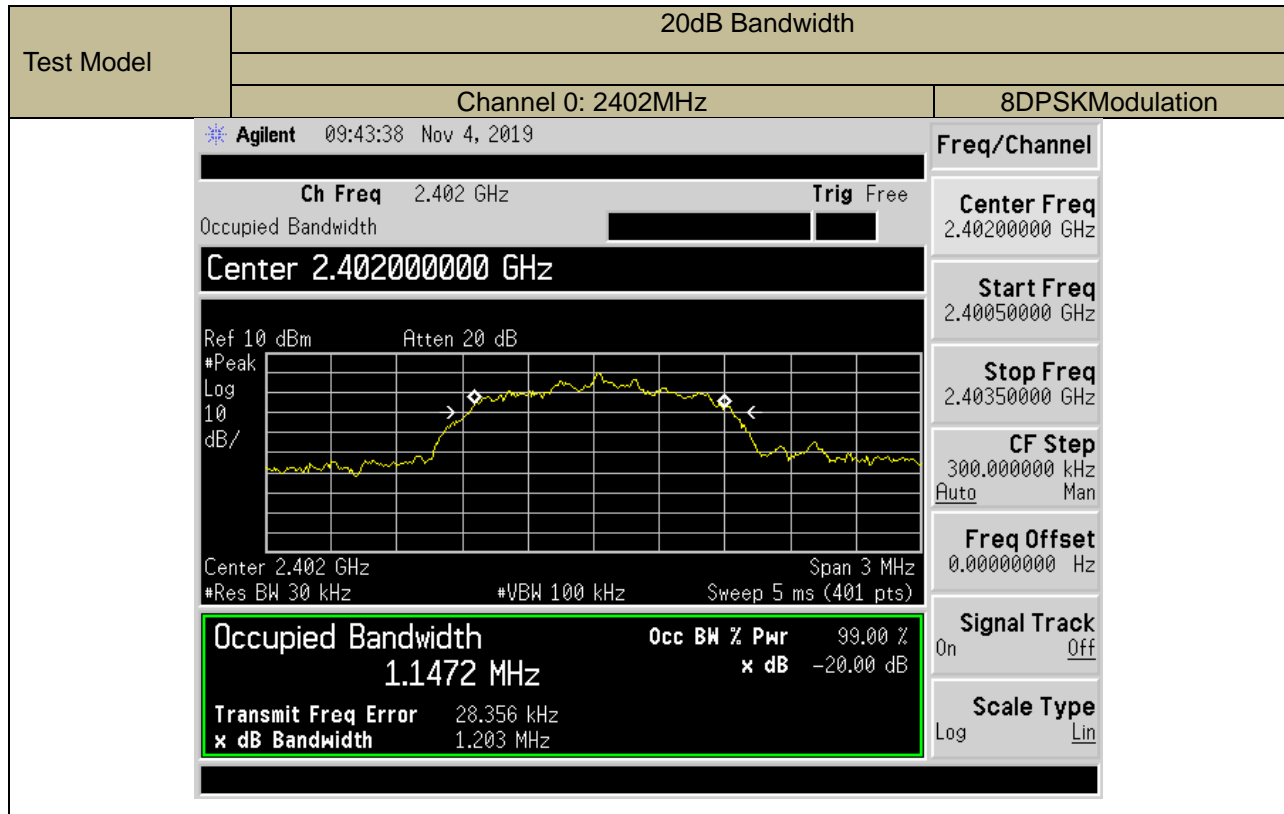 20dB Bandwidth
Test Model
Channel 0: 2402MHz 8DPSKModulation
Agilent 09:43:38 Nov 4, 2019
Freq/Channel
Ch Freq 2.402 GHz Trig Free
Occupied Bandwidth
Center 2.402000000 GHz
Center Freq
2.40200000 GHz
Start Freq
2.40050000 GHz
Stop Freq
2.40350000 GHz
CF Step
300.000000 kHz
Auto Man
Freq Offset
0.00000000 Hz
Signal Track
On Off
Scale Type
Log Lin
Ref 10 dBm Atten 20 dB
#Peak
Log
10
dB/
Center 2.402 GHz Span 3 MHz
#Res BW 30 kHz #VBW 100 kHz Sweep 5 ms (401 pts)
Occupied Bandwidth Occ BW % Pwr 99.00 %
1.1472 MHz x dB -20.00 dB
Transmit Freq Error 28.356 kHz
x dB Bandwidth 1.203 MHz